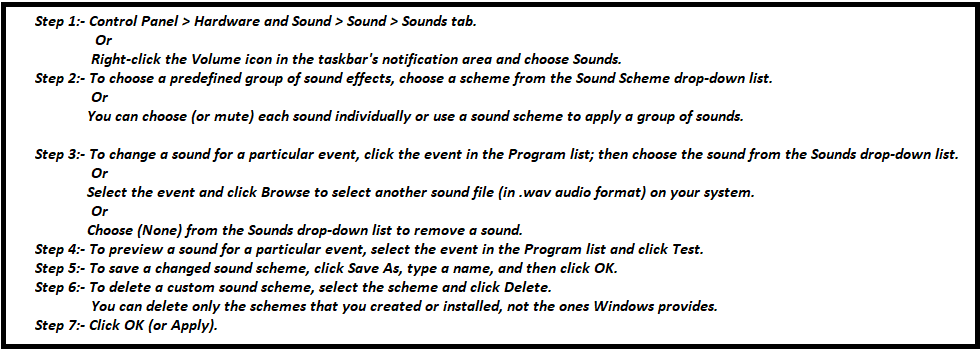 Step 1:- Control Panel > Hardware and Sound > Sound > Sounds tab.
Or
Right-click the Volume icon in the taskbar's notification area and choose Sounds.
Step 2:- To choose a predefined group of sound effects, choose a scheme from the Sound Scheme drop-down list.
Or
You can choose (or mute) each sound individually or use a sound scheme to apply a group of sounds.
Step 3:- To change a sound for a particular event, click the event in the Program list; then choose the sound from the Sounds drop-down list.
Or
Select the event and click Browse to select another sound file (in .wav audio format) on your system.
Or
Choose (None) from the Sounds drop-down list to remove a sound.
Step 4:- To preview a sound for a particular event, select the event in the Program list and click Test.
Step 5:- To save a changed sound scheme, click Save As, type a name, and then click OK.
Step 6:- To delete a custom sound scheme, select the scheme and click Delete.
You can delete only the schemes that you created or installed, not the ones Windows provides.
Step 7:- Click OK (or Apply).